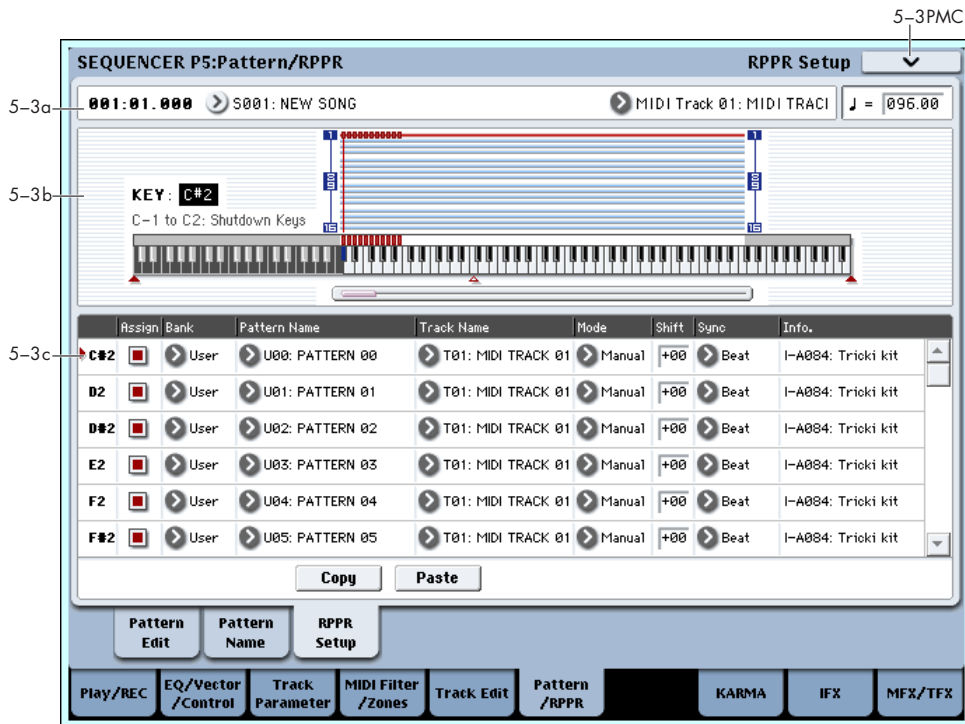 5–3PMC
SEQUENCER P5:Pattern/RPPR RPPR Setup
5–3a 001:01.000 S001: NEW SONG MIDI Track 01: MIDI TRACI ♩ = 096.00
1 1
5–3b KEY: C#2
8 9 8 9
C-1 to C2: Shutdown Keys
16 16
Assign Bank Pattern Name Track Name Mode Shift Sync Info.
5–3c C#2 User U00: PATTERN 00 T01: MIDI TRACK 01 Manual +00 Beat I-A084: Tricki kit
D2 User U01: PATTERN 01 T01: MIDI TRACK 01 Manual +00 Beat I-A084: Tricki kit
D#2 User U02: PATTERN 02 T01: MIDI TRACK 01 Manual +00 Beat I-A084: Tricki kit
E2 User U03: PATTERN 03 T01: MIDI TRACK 01 Manual +00 Beat I-A084: Tricki kit
F2 User U04: PATTERN 04 T01: MIDI TRACK 01 Manual +00 Beat I-A084: Tricki kit
F#2 User U05: PATTERN 05 T01: MIDI TRACK 01 Manual +00 Beat I-A084: Tricki kit
Copy Paste
Pattern Pattern RPPR
Edit Name Setup
Play/REC EQ/Vector Track MIDI Filter Track Edit Pattern KARMA IFX MFX/TFX
/Control Parameter /Zones /RPPR